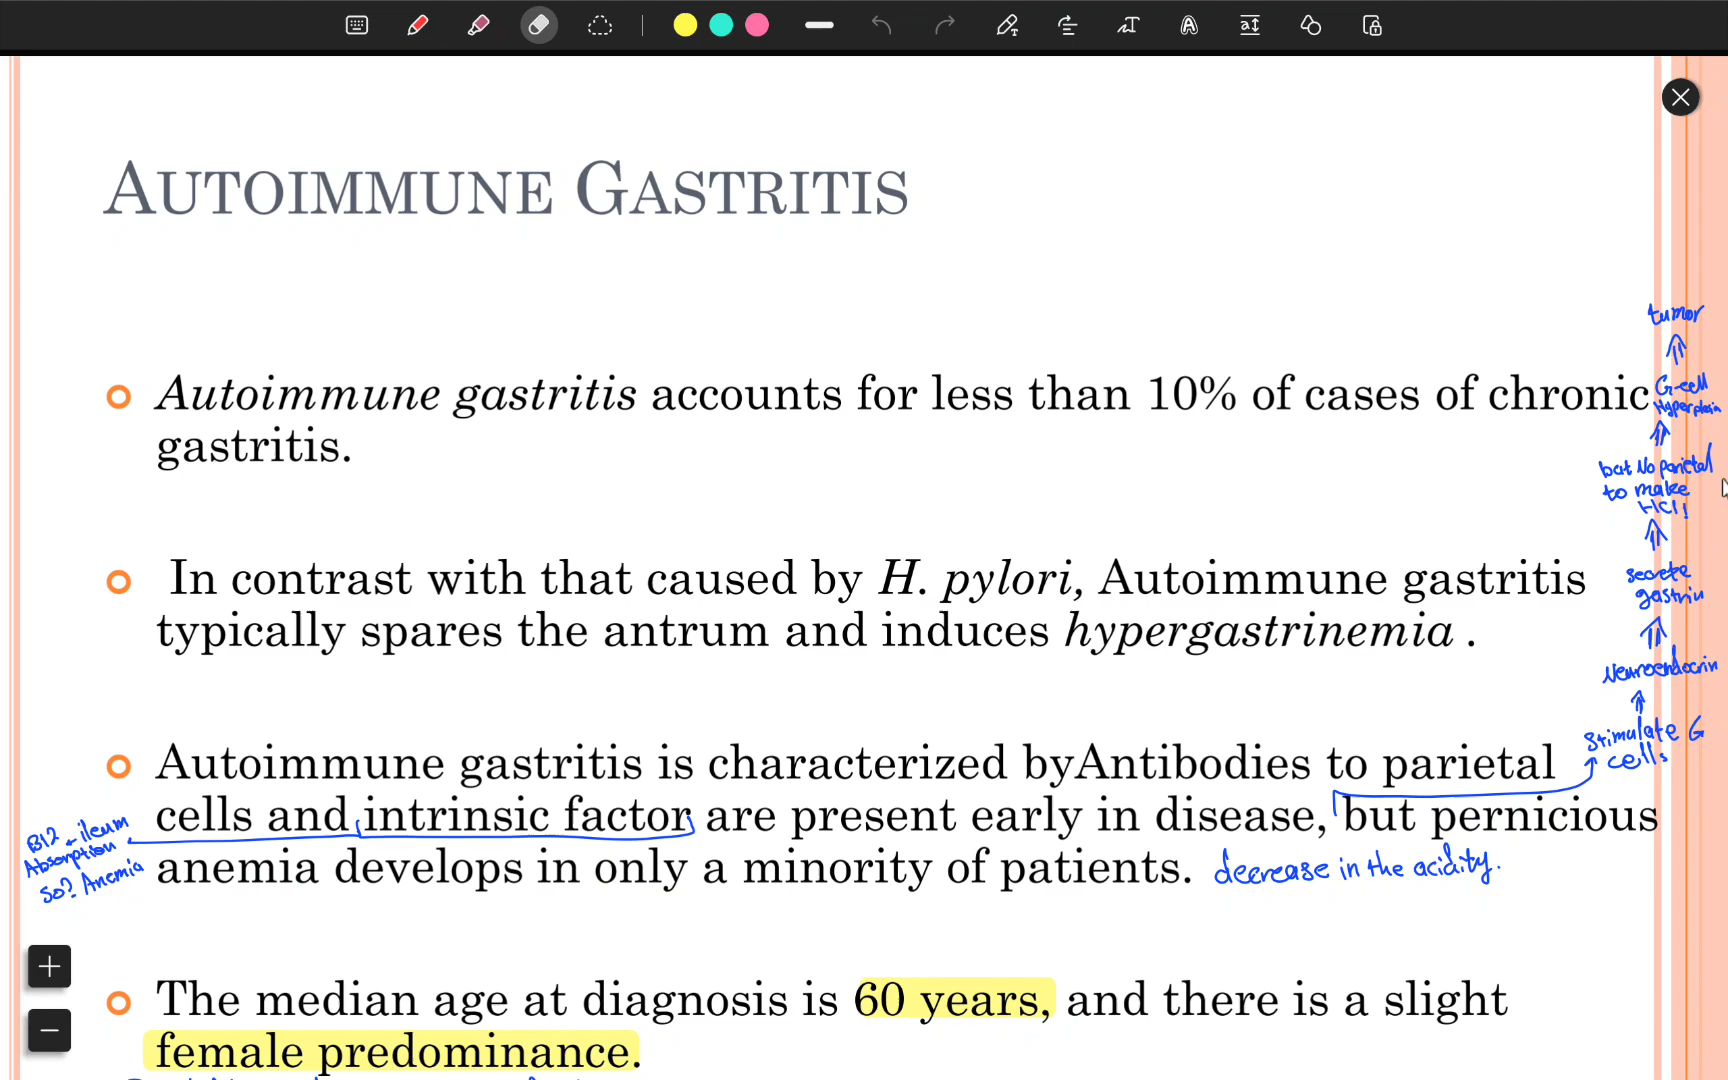 AUTOIMMUNE GASTRITIS
Autoimmune gastritis accounts for less than 10% of cases of chronic
gastritis.
In contrast with that caused by H. pylori, Autoimmune gastritis
typically spares the antrum and induces hypergastrinemia .
Autoimmune gastritis is characterized byAntibodies to parietal
cells and intrinsic factor are present early in disease, but pernicious
anemia develops in only a minority of patients.
decrease in the acidity.
The median age at diagnosis is 60 years, and there is a slight
female predominance.
B12 - ileum
Absorption
So? Anemia
tumor
G-cell
Hyperplasia
but No parietal
to make
HCl!
secrete
gastrin
Neuroendocrin
Stimulate G
cells